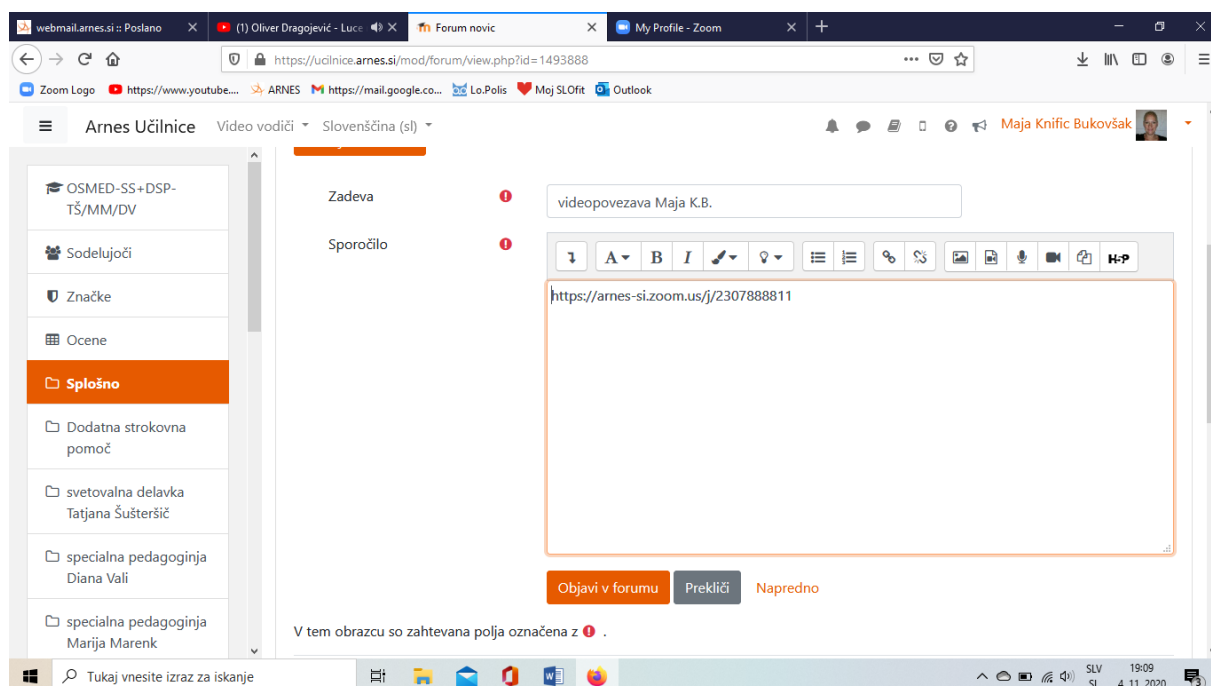 webmail.arnes.si :: Poslano
(1) Oliver Dragojević - Luce
Forum novic
My Profile - Zoom
https://ucilnice.arnes.si/mod/forum/view.php?id=1493888
Zoom Logo https://www.youtube.... ARNES https://mail.google.co... Lo.Polis Moj SLOfit Outlook
Arnes Učilnice Video vodiči Slovenščina (sl) Maja Knific Bukovšak
OSMED-SS+DSP-
TŠ/MM/DV
Sodelujoči
Značke
Ocene
Splošno
Dodatna strokovna
pomoč
svetovalna delavka
Tatjana Šušteršič
specialna pedagoginja
Diana Vali
specialna pedagoginja
Marija Marenk
Zadeva
videopovezava Maja K.B.
Sporočilo
A B I H5P
https://arnes-si.zoom.us/j/2307888811
Objavi v forumu Prekliči Napredno
V tem obrazcu so zahtevana polja označena z .
Tukaj vnesite izraz za iskanje
SLV 19:09
SL 4. 11. 2020
3